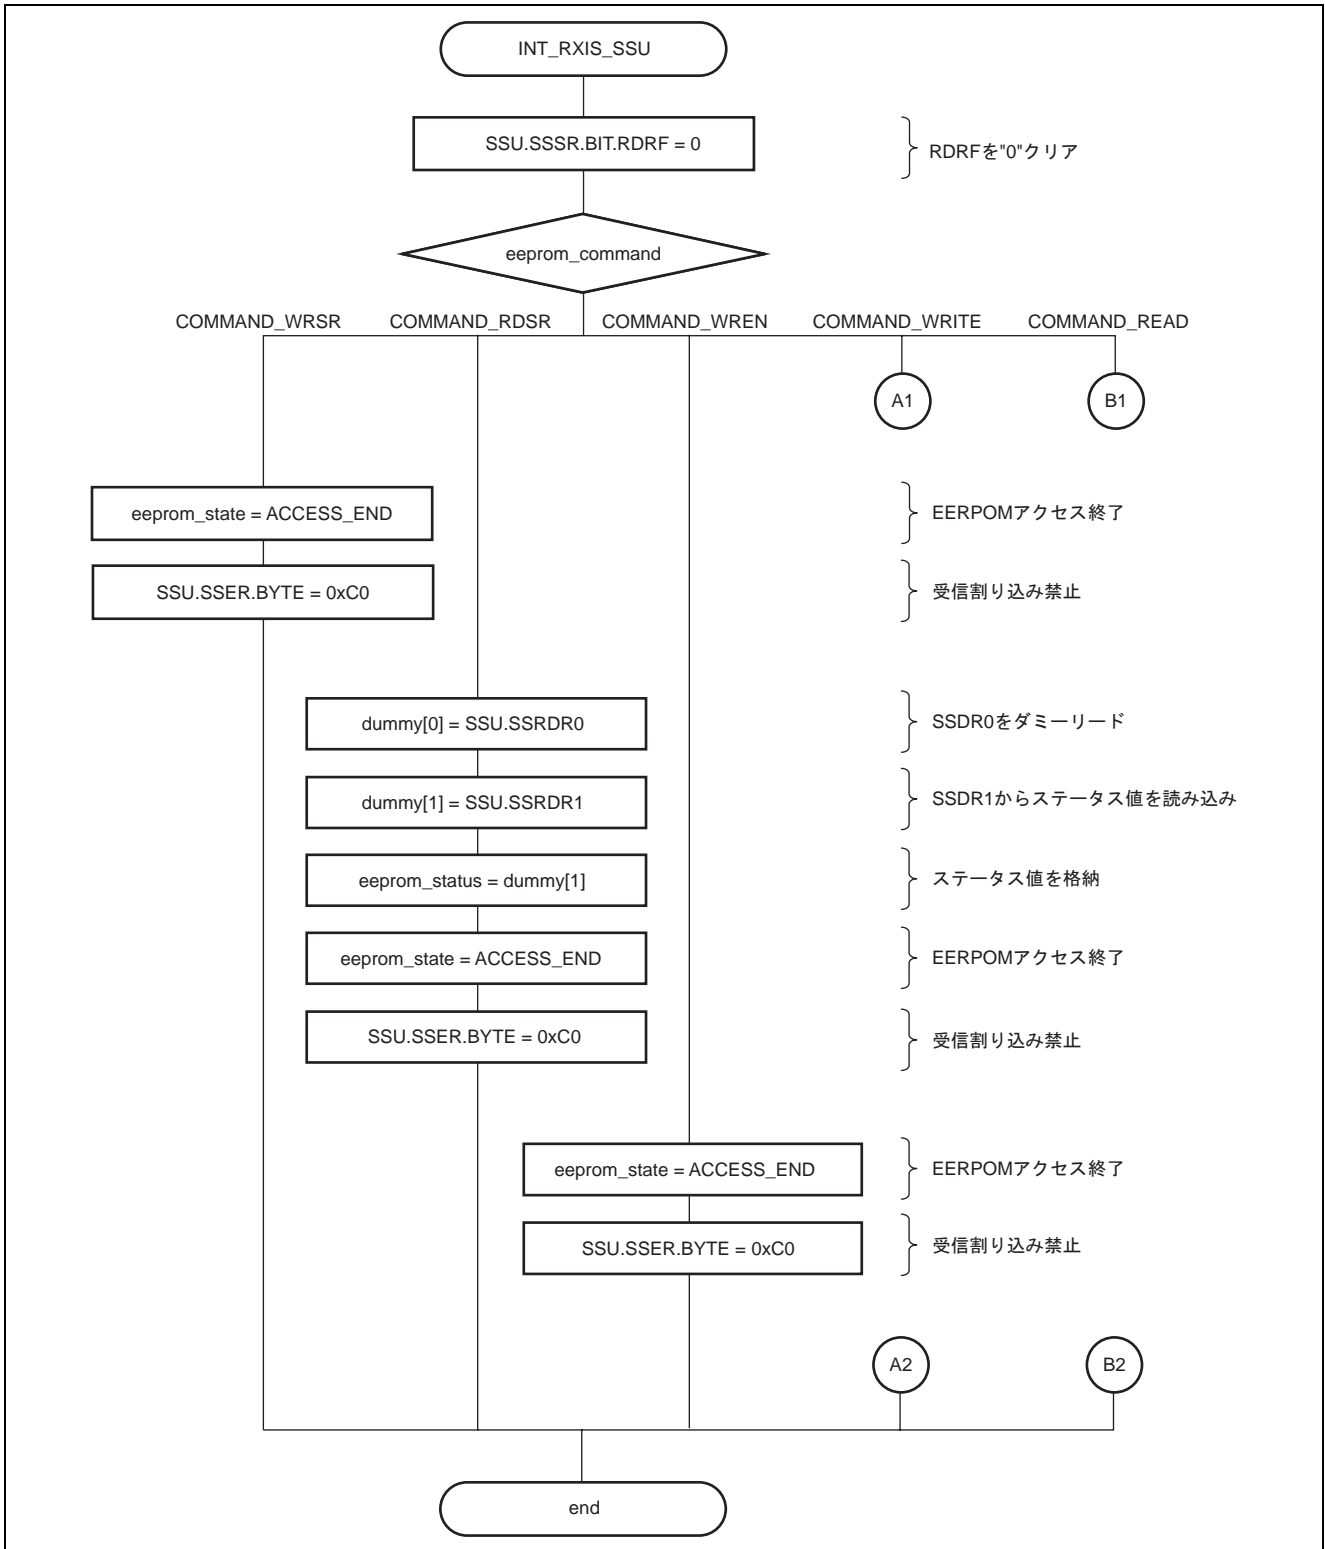 INT_RXIS_SSU
SSU.SSSR.BIT.RDRF = 0
RDRFを"0"クリア
eeprom_command
COMMAND_WRSR
COMMAND_RDSR
COMMAND_WREN
COMMAND_WRITE
COMMAND_READ
A1
B1
eeprom_state = ACCESS_END
EERPOMアクセス終了
SSU.SSER.BYTE = 0xC0
受信割り込み禁止
dummy[0] = SSU.SSRDR0
SSDR0をダミーリード
dummy[1] = SSU.SSRDR1
SSDR1からステータス値を読み込み
eeprom_status = dummy[1]
ステータス値を格納
eeprom_state = ACCESS_END
EERPOMアクセス終了
SSU.SSER.BYTE = 0xC0
受信割り込み禁止
eeprom_state = ACCESS_END
EERPOMアクセス終了
SSU.SSER.BYTE = 0xC0
受信割り込み禁止
A2
B2
end